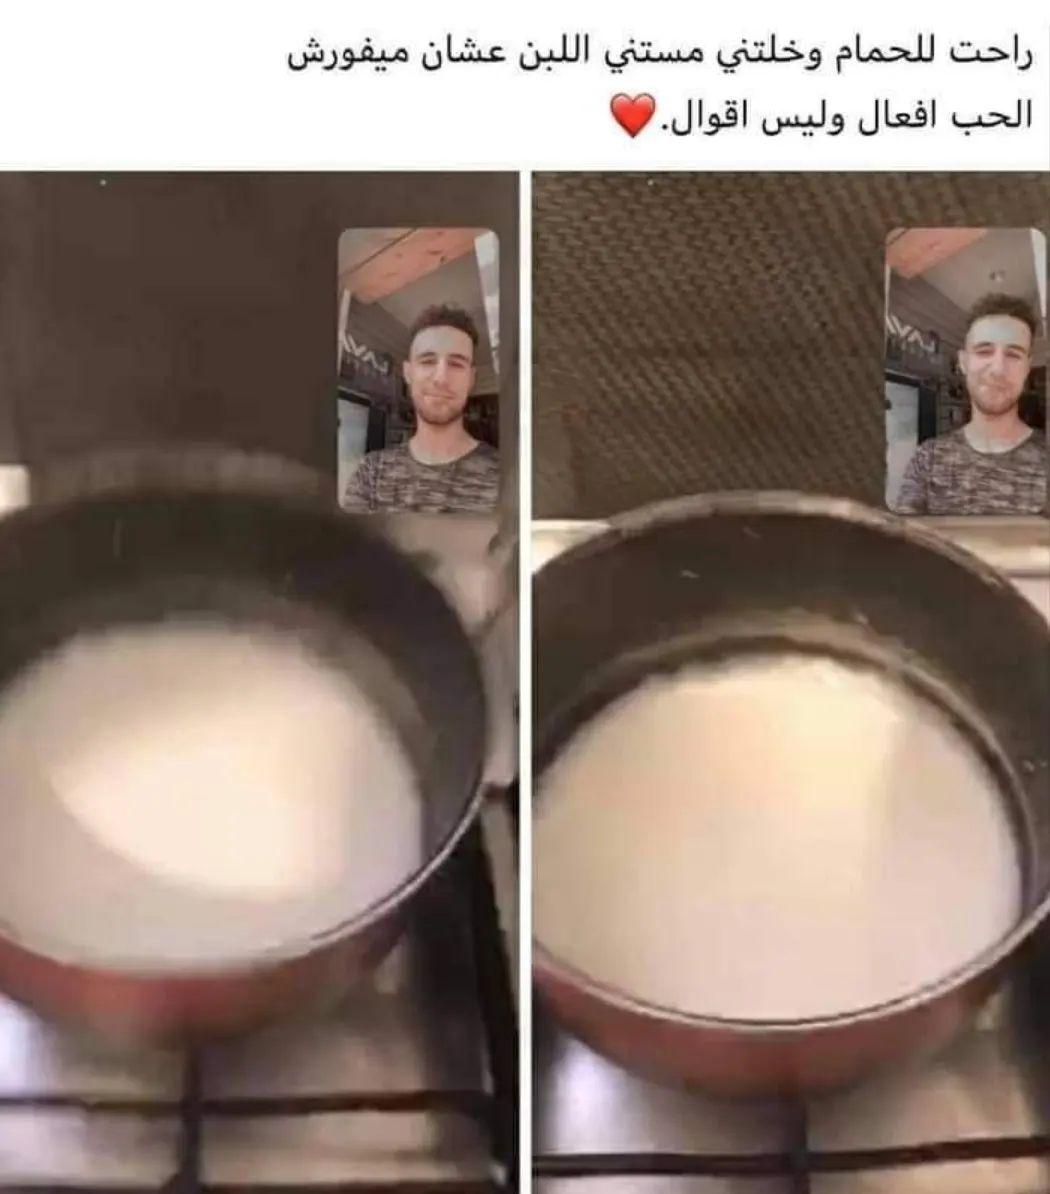 راحت للحمام وخلتني مستني اللبن عشان ميفورش
الحب افعال وليس اقوال.❤️